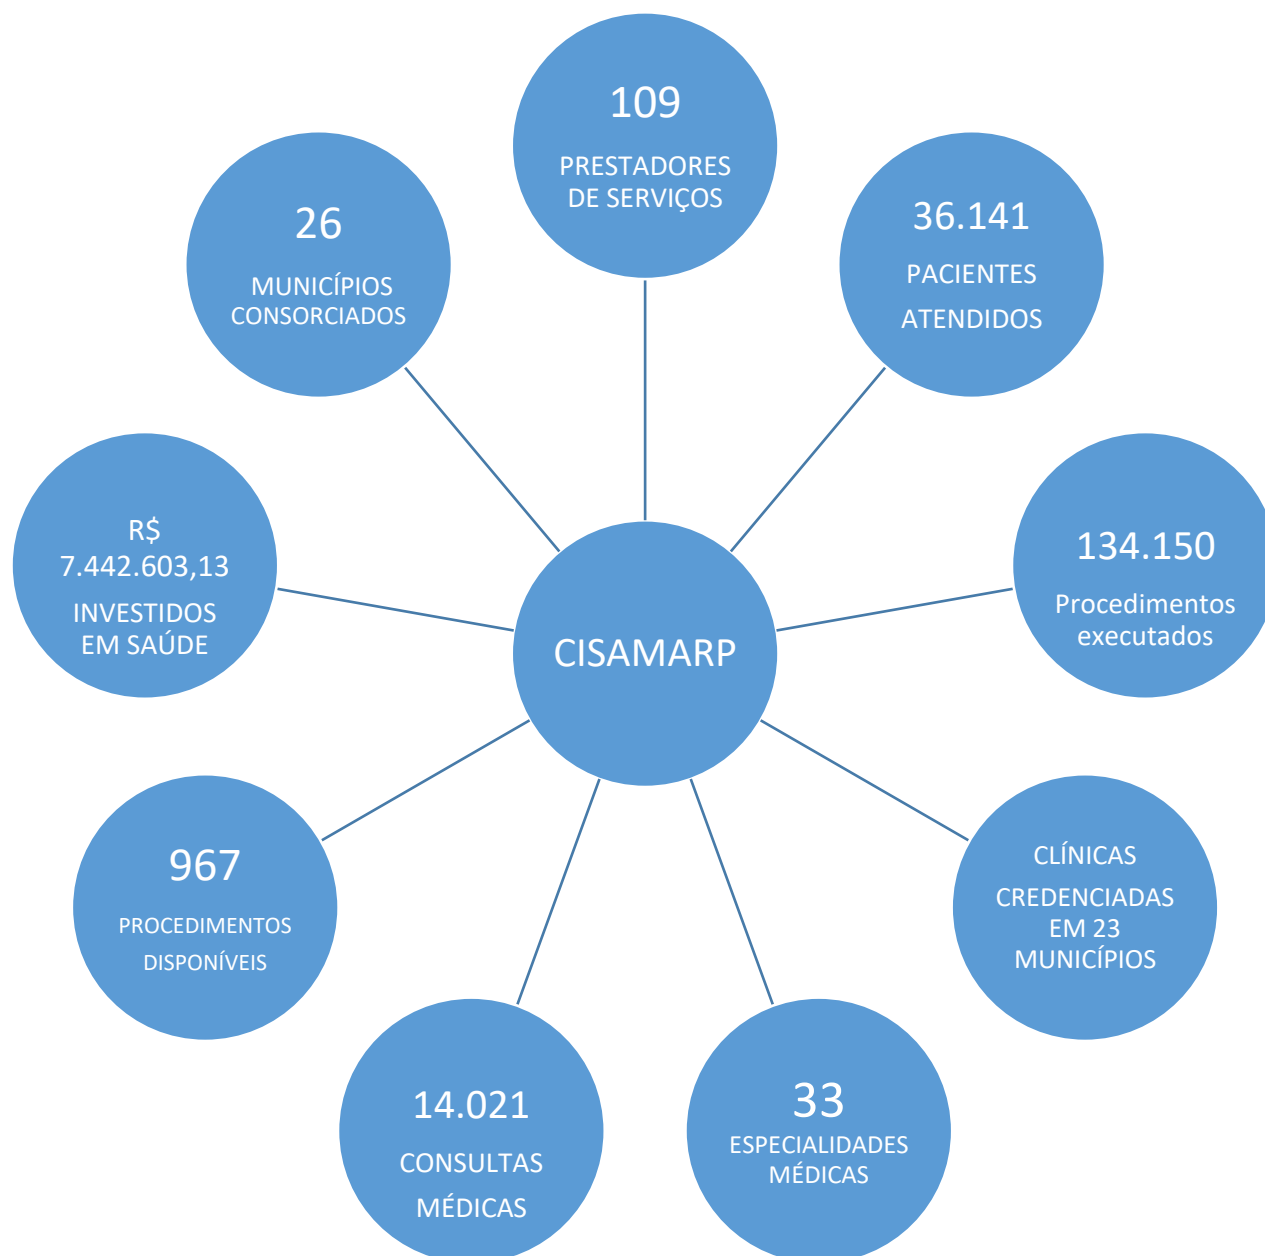 109
PRESTADORES
DE SERVIÇOS
36.141
PACIENTES
ATENDIDOS
134.150
Procedimentos
executados
CLÍNICAS
CREDENCIADAS
EM 23
MUNICÍPIOS
33
ESPECIALIDADES
MÉDICAS
14.021
CONSULTAS
MÉDICAS
967
PROCEDIMENTOS
DISPONÍVEIS
R$
7.442.603,13
INVESTIDOS
EM SAÚDE
26
MUNICÍPIOS
CONSORCIADOS
CISAMARP